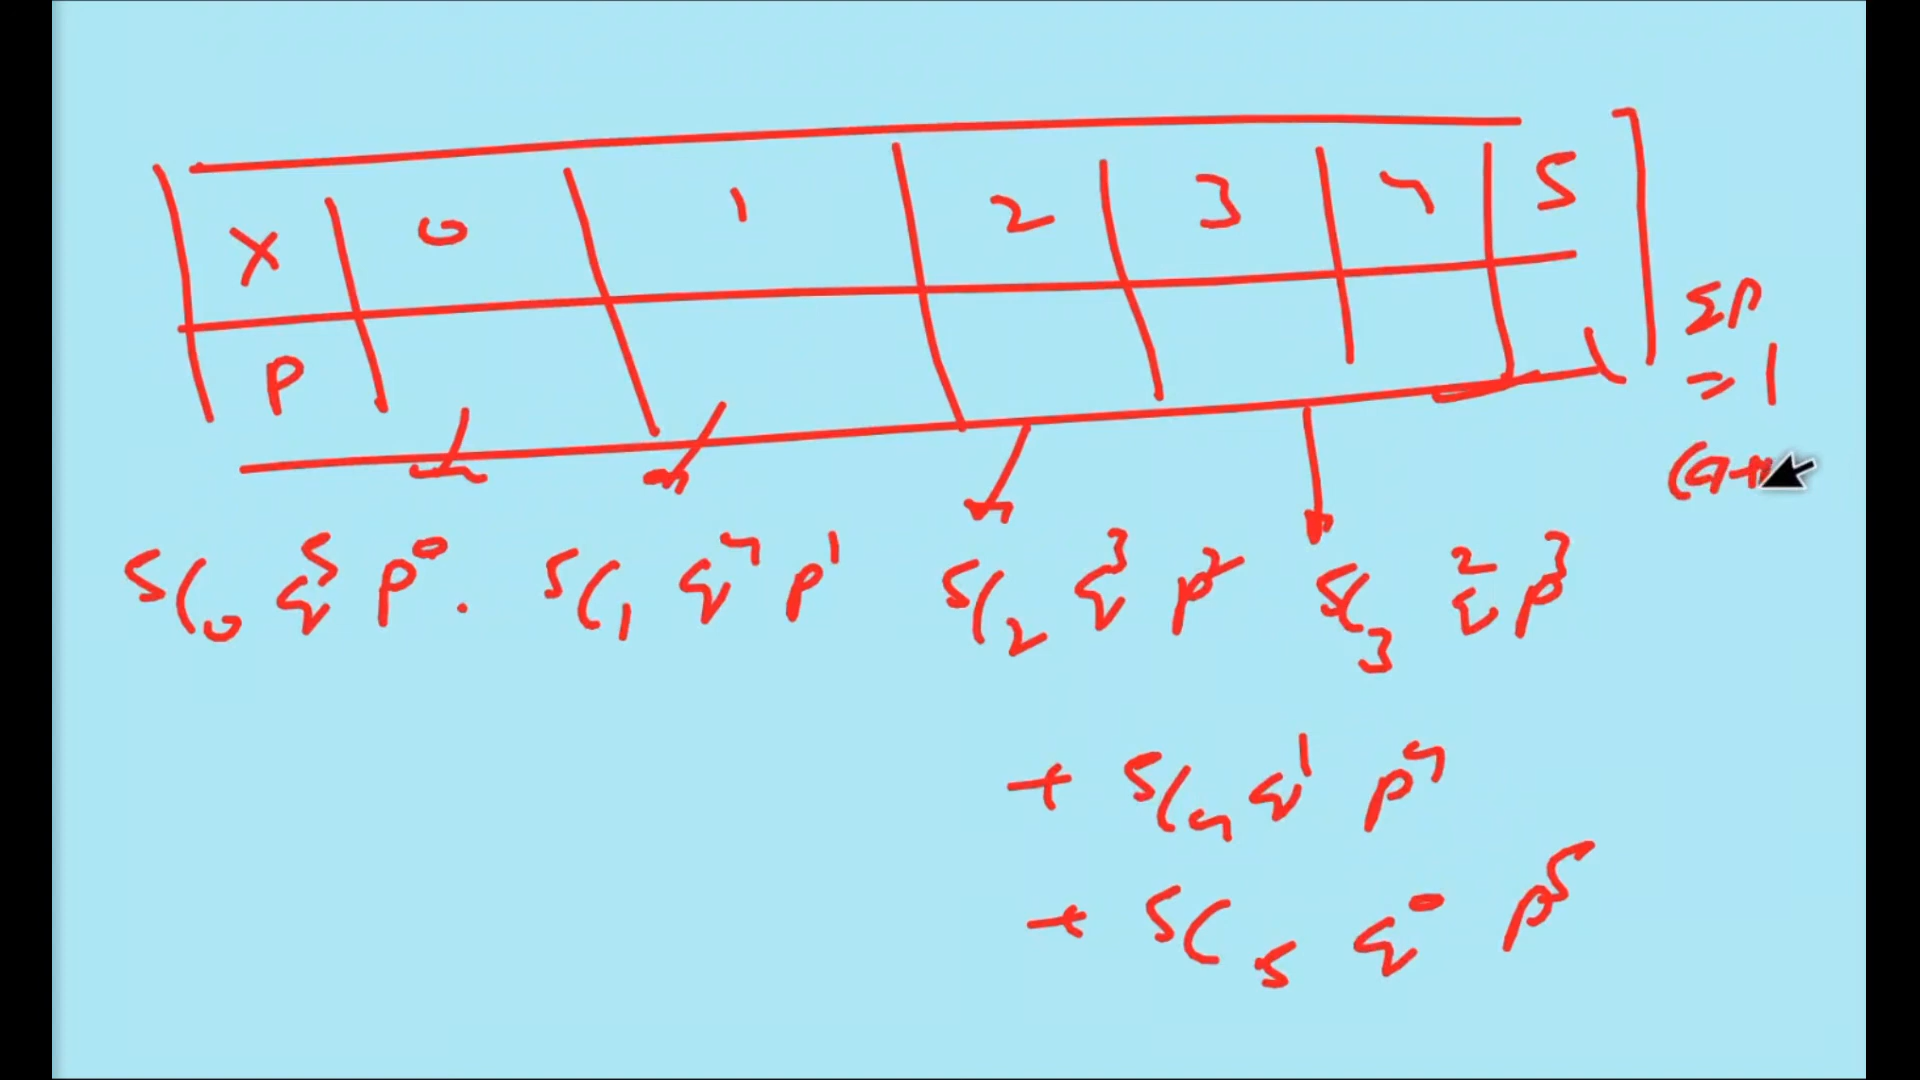 X 0 1 2 3 4 5
P
ΣP
= 1
5C₀ q⁵ p⁰. 5C₁ q⁴ p¹ 5C₂ q³ p² 5C₃ q² p³
+ 5C₄ q¹ p⁴
+ 5C₅ q⁰ p⁵